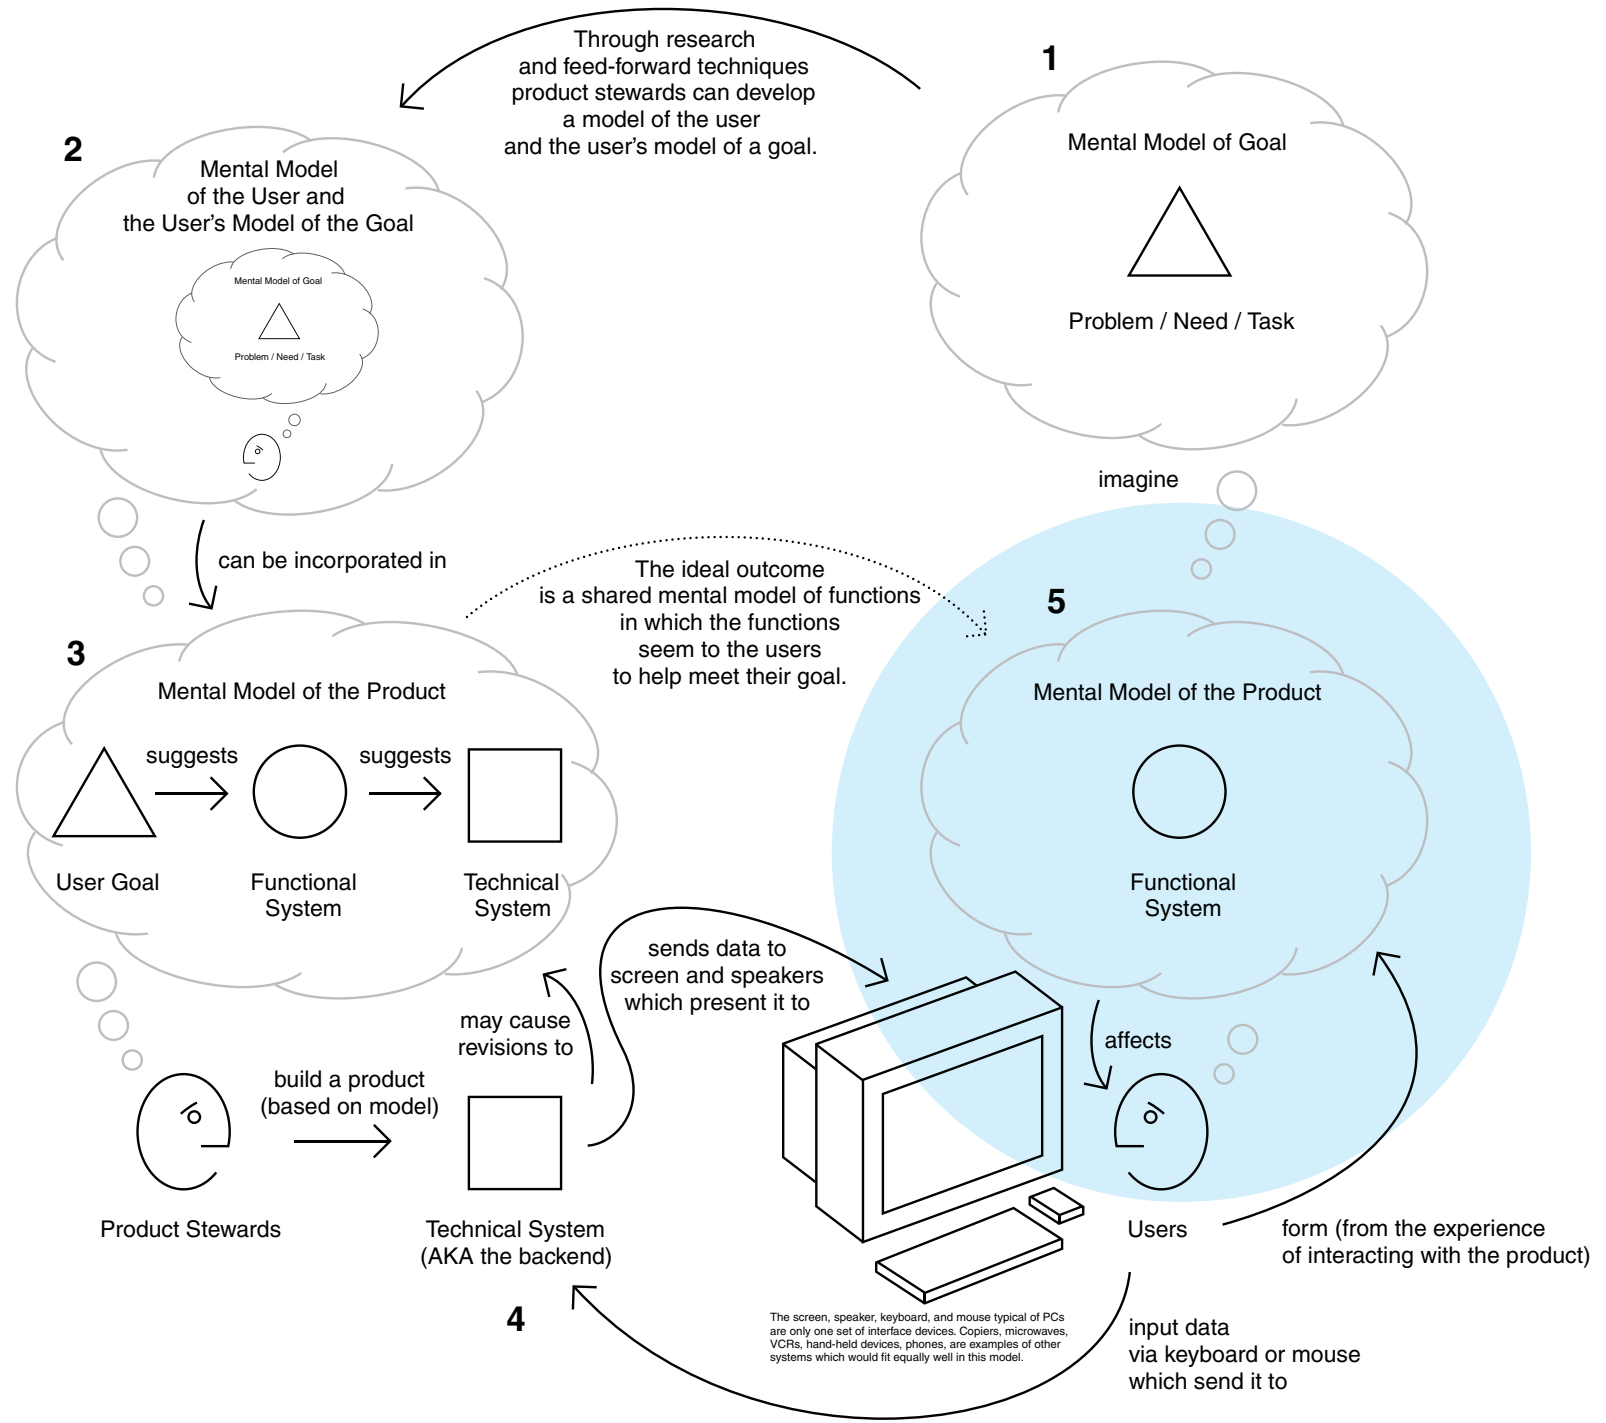 1
Mental Model of Goal
Problem / Need / Task
imagine
Through research
and feed-forward techniques
product stewards can develop
a model of the user
and the user's model of a goal.
2
Mental Model
of the User and
the User's Model of the Goal
Mental Model of Goal
Problem / Need / Task
can be incorporated in
3
Mental Model of the Product
suggests
suggests
User Goal
Functional
System
Technical
System
The ideal outcome
is a shared mental model of functions
in which the functions
seem to the users
to help meet their goal.
5
Mental Model of the Product
Functional
System
affects
may cause
revisions to
sends data to
screen and speakers
which present it to
build a product
(based on model)
Product Stewards
Technical System
(AKA the backend)
4
Users
form (from the experience
of interacting with the product)
The screen, speaker, keyboard, and mouse typical of PCs
are only one set of interface devices. Copiers, microwaves,
VCRs, hand-held devices, phones, are examples of other
systems which would fit equally well in this model.
input data
via keyboard or mouse
which send it to